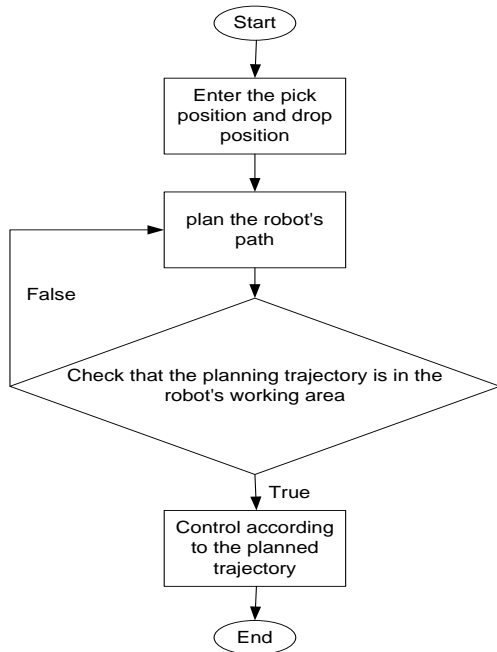 Start
Enter the pick
position and drop
position
plan the robot's
path
False
Check that the planning trajectory is in the
robot's working area
True
Control according
to the planned
trajectory
End